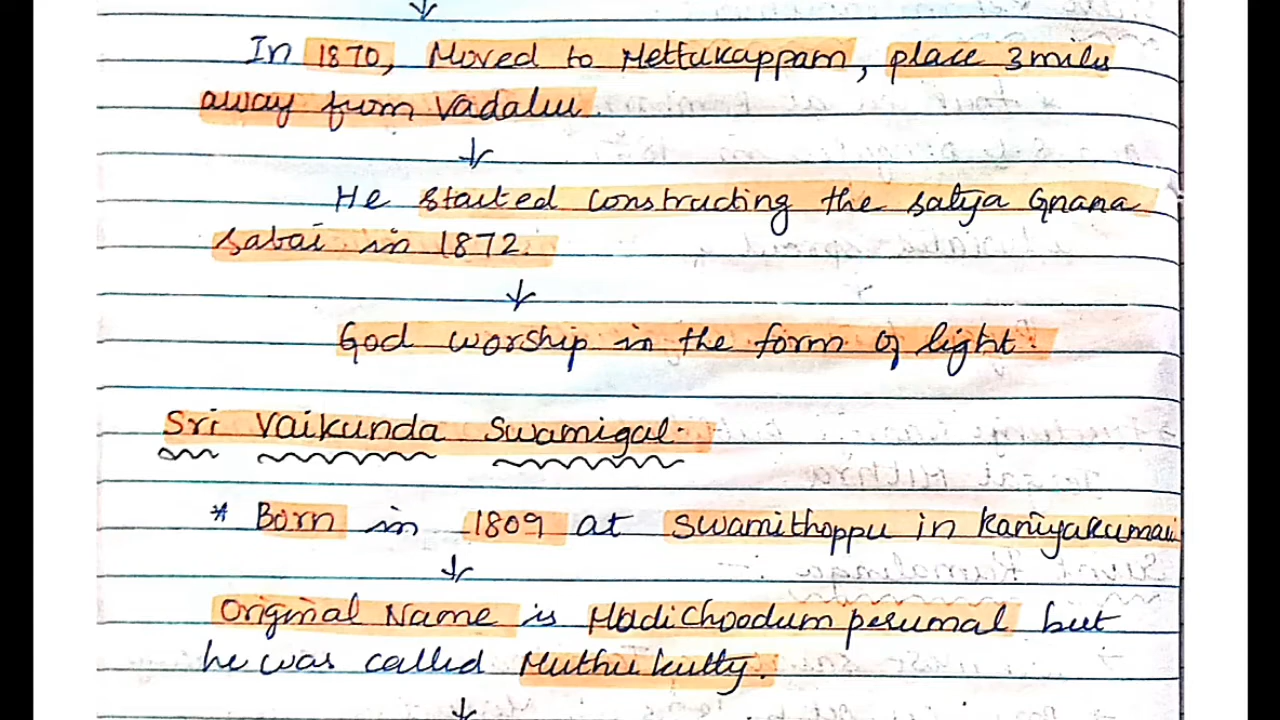 In 1870, Moved to Mettukappam, place 3 miles
away from Vadalur.
He started constructing the Satya Gnana
Sabai in 1872.
God worship in the form of light.
Sri Vaikunda Swamigal.
* Born in 1809 at Swamithoppu in Kaniyakumari
Original Name is Mudichoodum perumal but
he was called Muthukutty.